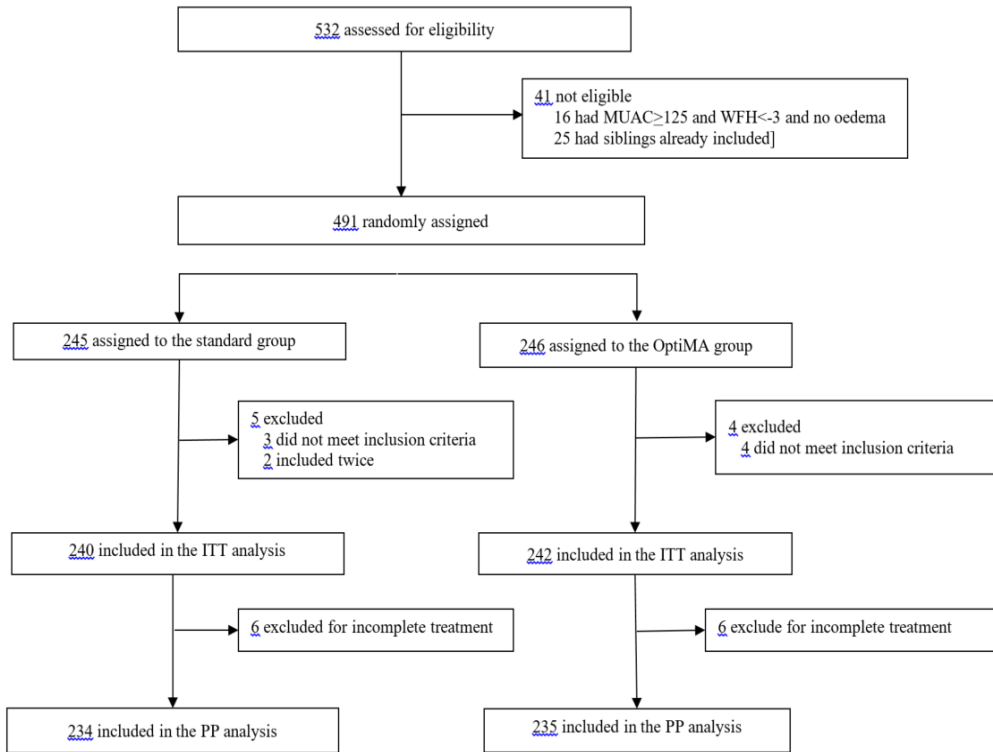 532 assessed for eligibility
41 not eligible
16 had MUAC≥125 and WFH<-3 and no oedema
25 had siblings already included]
491 randomly assigned
245 assigned to the standard group
246 assigned to the OptiMA group
5 excluded
3 did not meet inclusion criteria
2 included twice
4 excluded
4 did not meet inclusion criteria
240 included in the ITT analysis
242 included in the ITT analysis
6 excluded for incomplete treatment
6 exclude for incomplete treatment
234 included in the PP analysis
235 included in the PP analysis